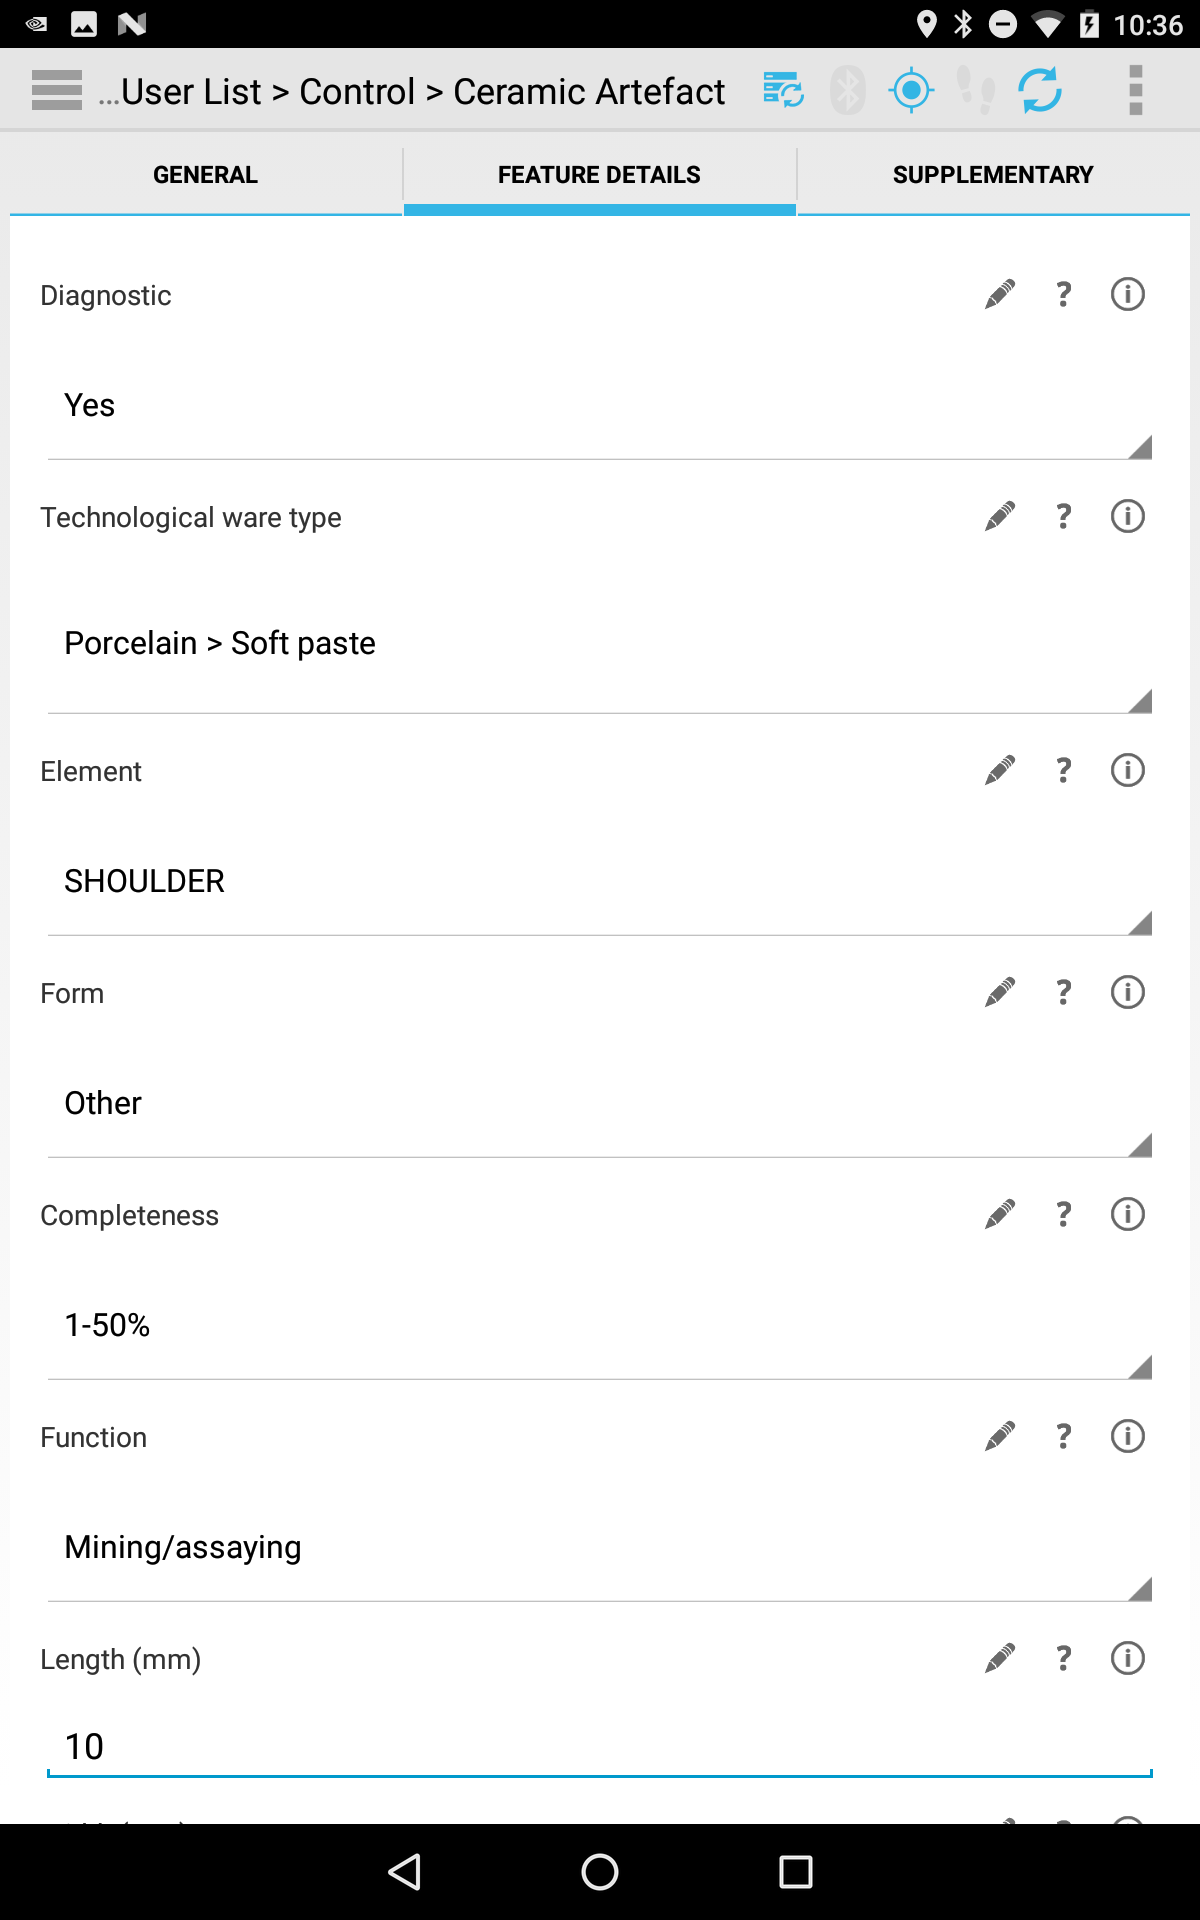 10:36
...User List > Control > Ceramic Artefact
GENERAL
FEATURE DETAILS
SUPPLEMENTARY
Diagnostic
?
Yes
Technological ware type
?
Porcelain > Soft paste
Element
?
SHOULDER
Form
?
Other
Completeness
?
1-50%
Function
?
Mining/assaying
Length (mm)
?
10